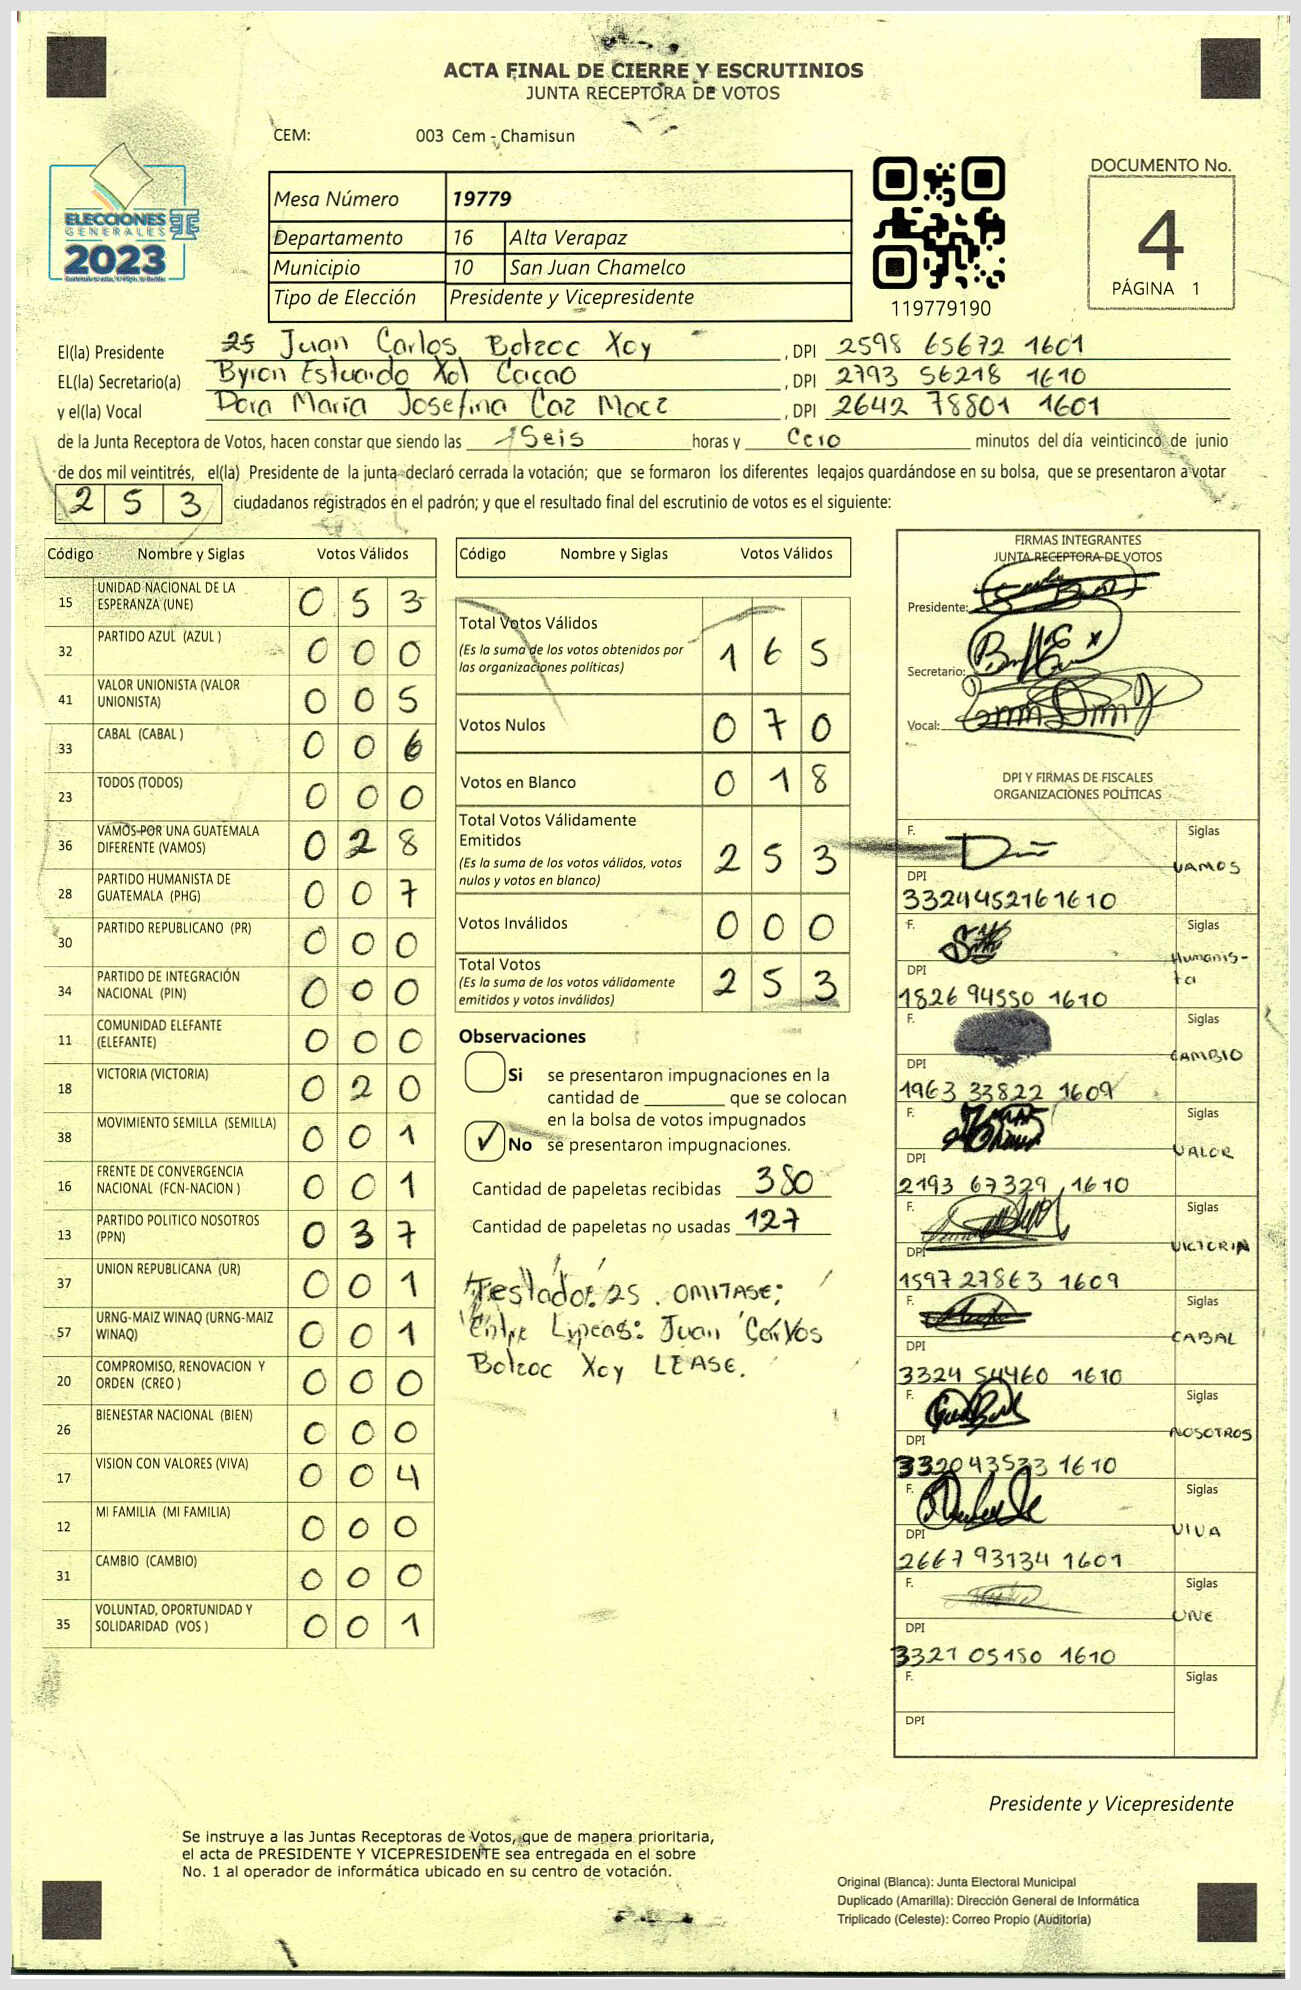 ACTA FINAL DE CIERRE Y ESCRUTINIOS
JUNTA RECEPTORA DE VOTOS
CEM: 003 Cem - Chamisun
ELECCIONES
GENERALES
2023
Mesa Número 19779
Departamento 16 Alta Verapaz
Municipio 10 San Juan Chamelco
Tipo de Elección Presidente y Vicepresidente
119779190
DOCUMENTO No.
4
PÁGINA 1
El(la) Presidente 25 Juan Carlos Botzoc Xoy, DPI 2598 65672 1601
EL(la) Secretario(a) Byron Estuardo Xol Cacao, DPI 2793 56218 1610
y el(la) Vocal Dora María Josefina Caz Macz, DPI 2642 78801 1601
de la Junta Receptora de Votos, hacen constar que siendo las Seis horas y Cero minutos del día veinticinco de junio
de dos mil veintitrés, el(la) Presidente de la junta declaró cerrada la votación; que se formaron los diferentes legajos quardándose en su bolsa, que se presentaron a votar
253 ciudadanos registrados en el padrón; y que el resultado final del escrutinio de votos es el siguiente:
Código Nombre y Siglas Votos Válidos
15 UNIDAD NACIONAL DE LA ESPERANZA (UNE) 0 5 3
32 PARTIDO AZUL (AZUL ) 0 0 0
41 VALOR UNIONISTA (VALOR UNIONISTA) 0 0 5
33 CABAL (CABAL ) 0 0 6
23 TODOS (TODOS) 0 0 0
36 VAMOS POR UNA GUATEMALA DIFERENTE (VAMOS) 0 2 8
28 PARTIDO HUMANISTA DE GUATEMALA (PHG) 0 0 7
30 PARTIDO REPUBLICANO (PR) 0 0 0
34 PARTIDO DE INTEGRACIÓN NACIONAL (PIN) 0 0 0
11 COMUNIDAD ELEFANTE (ELEFANTE) 0 0 0
18 VICTORIA (VICTORIA) 0 2 0
38 MOVIMIENTO SEMILLA (SEMILLA) 0 0 1
16 FRENTE DE CONVERGENCIA NACIONAL (FCN-NACION ) 0 0 1
13 PARTIDO POLITICO NOSOTROS (PPN) 0 3 7
37 UNION REPUBLICANA (UR) 0 0 1
57 URNG-MAIZ WINAQ (URNG-MAIZ WINAQ) 0 0 1
20 COMPROMISO, RENOVACION Y ORDEN (CREO ) 0 0 0
26 BIENESTAR NACIONAL (BIEN) 0 0 0
17 VISION CON VALORES (VIVA) 0 0 4
12 MI FAMILIA (MI FAMILIA) 0 0 0
31 CAMBIO (CAMBIO) 0 0 0
35 VOLUNTAD, OPORTUNIDAD Y SOLIDARIDAD (VOS ) 0 0 1
Código Nombre y Siglas Votos Válidos
Total Votos Válidos
(Es la suma de los votos obtenidos por
las organizaciones políticas) 1 6 5
Votos Nulos 0 7 0
Votos en Blanco 0 1 8
Total Votos Válidamente
Emitidos
(Es la suma de los votos válidos, votos
nulos y votos en blanco) 2 5 3
Votos Inválidos 0 0 0
Total Votos
(Es la suma de los votos válidamente
emitidos y votos inválidos) 2 5 3
Observaciones
Si se presentaron impugnaciones en la
cantidad de ________ que se colocan
en la bolsa de votos impugnados
✓ No se presentaron impugnaciones.
Cantidad de papeletas recibidas 380
Cantidad de papeletas no usadas 127
Testado: 25. OMITASE;
Entre Lineas: Juan Carlos
Botzoc Xoy LEASE.
FIRMAS INTEGRANTES
JUNTA RECEPTORA DE VOTOS
Presidente:
Secretario:
Vocal:
DPI Y FIRMAS DE FISCALES
ORGANIZACIONES POLÍTICAS
F. Siglas VAMOS
DPI 3324452161610
F. Siglas Humanis-
ta
DPI 1826 94550 1610
F. Siglas CAMBIO
DPI 1963 33822 1609
F. Siglas VALOR
DPI 2193 67329 1610
F. Siglas VICTORIA
DPI 1597 27863 1609
F. Siglas CABAL
DPI 3324 54460 1610
F. Siglas NOSOTROS
DPI 332043533 1610
F. Siglas VIVA
DPI 2667 93134 1601
F. Siglas UNE
DPI 3321 05180 1610
F. Siglas
DPI
Presidente y Vicepresidente
Se instruye a las Juntas Receptoras de Votos, que de manera prioritaria,
el acta de PRESIDENTE Y VICEPRESIDENTE sea entregada en el sobre
No. 1 al operador de informática ubicado en su centro de votación.
Original (Blanca): Junta Electoral Municipal
Duplicado (Amarilla): Dirección General de Informática
Triplicado (Celeste): Correo Propio (Auditoría)